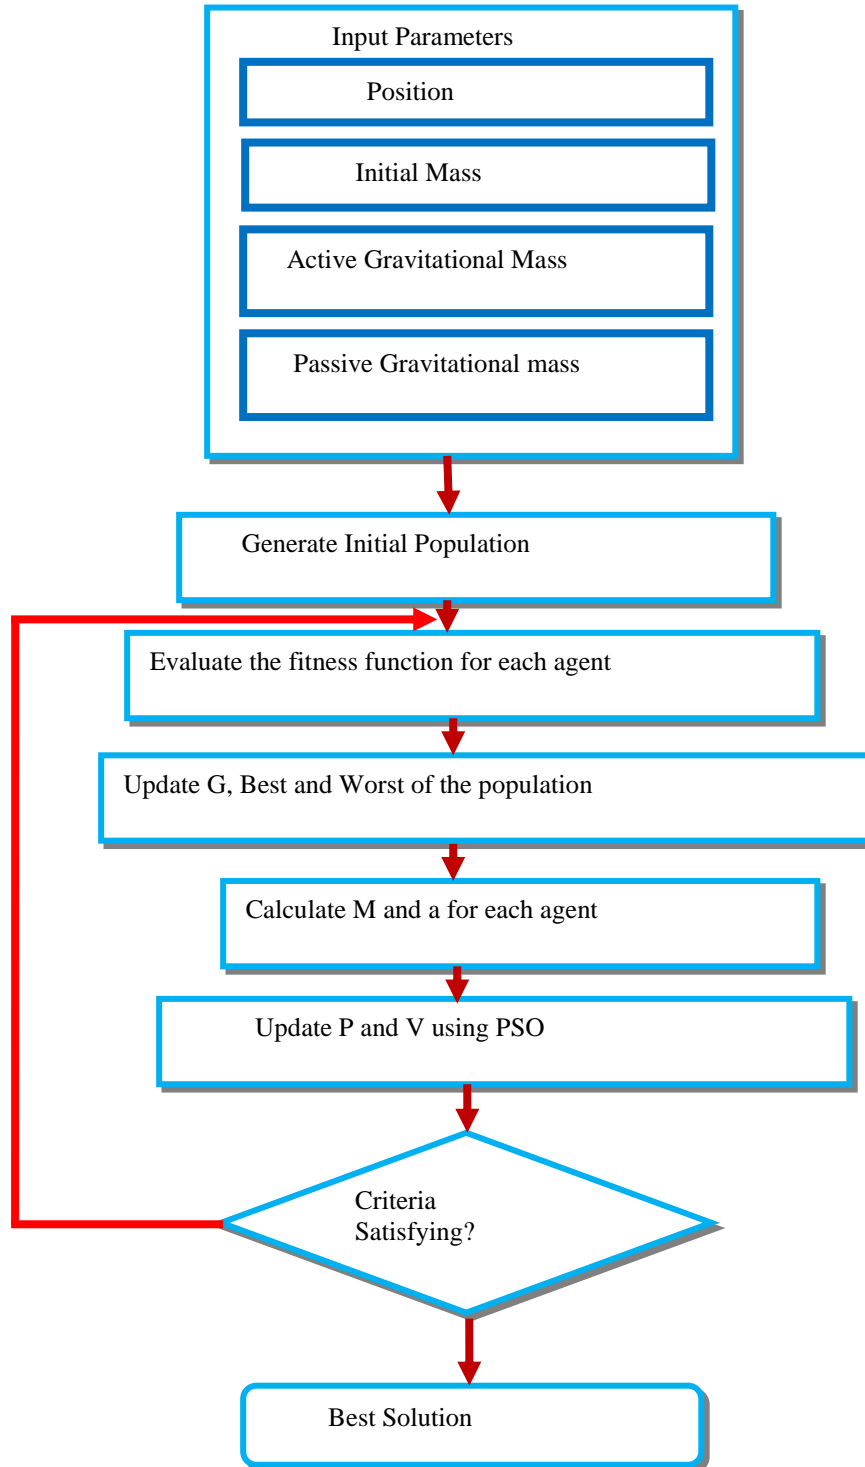 Input Parameters
Position
Initial Mass
Active Gravitational Mass
Passive Gravitational mass
Generate Initial Population
Evaluate the fitness function for each agent
Update G, Best and Worst of the population
Calculate M and a for each agent
Update P and V using PSO
Criteria
Satisfying?
Best Solution